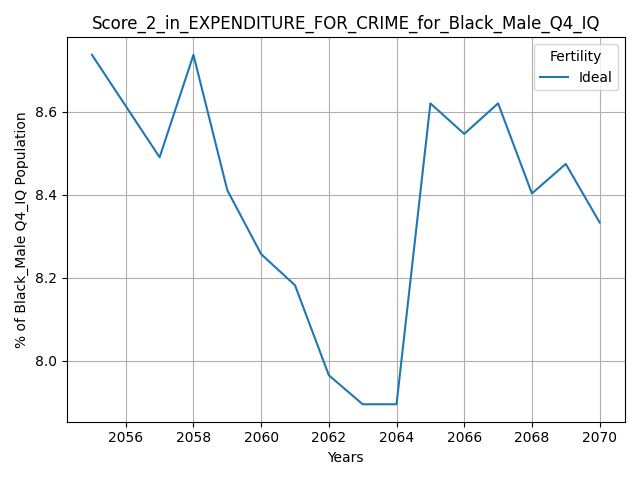 Score_2_in_EXPENDITURE_FOR_CRIME_for_Black_Male_Q4_IQ
Fertility
Ideal
% of Black_Male Q4_IQ Population
8.6
8.4
8.2
8.0
2056 2058 2060 2062 2064 2066 2068 2070
Years